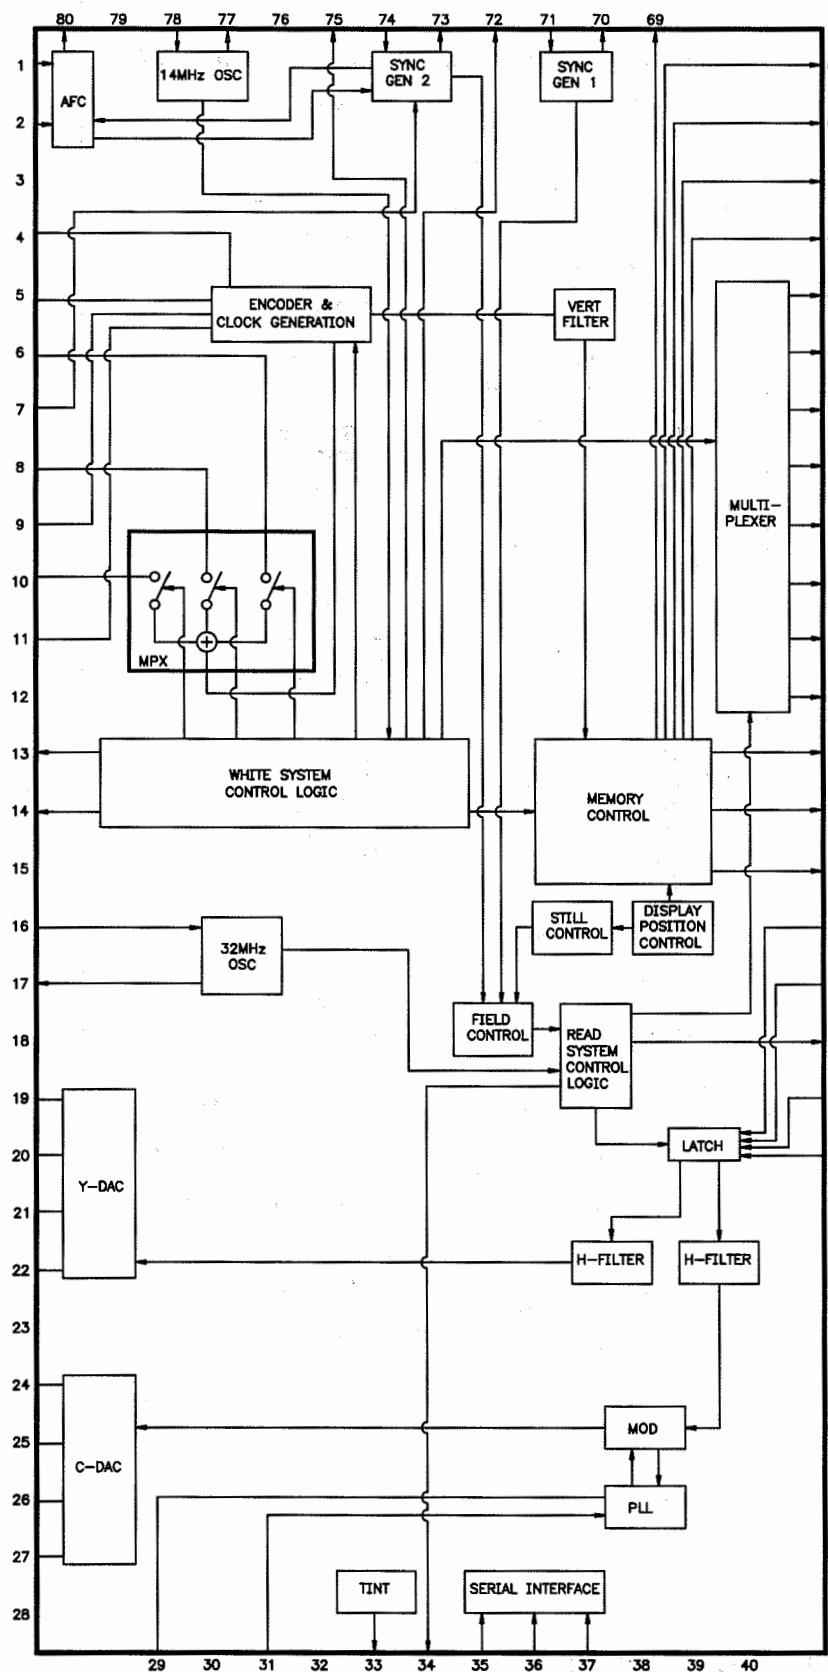 80 79 78 77 76 75 74 73 72 71 70 69
1
AFC
14MHz OSC
SYNC
GEN 2
SYNC
GEN 1
2
3
4
5
ENCODER &
CLOCK GENERATION
VERT
FILTER
6
7
8
MULTI-
PLEXER
9
10
11
MPX
12
13
WHITE SYSTEM
CONTROL LOGIC
MEMORY
CONTROL
14
15
STILL
CONTROL
DISPLAY
POSITION
CONTROL
16
32MHz
OSC
17
FIELD
CONTROL
READ
SYSTEM
CONTROL
LOGIC
18
19
LATCH
20
Y-DAC
21
H-FILTER
H-FILTER
22
23
24
MOD
25
C-DAC
26
PLL
27
TINT
SERIAL INTERFACE
28
29 30 31 32 33 34 35 36 37 38 39 40